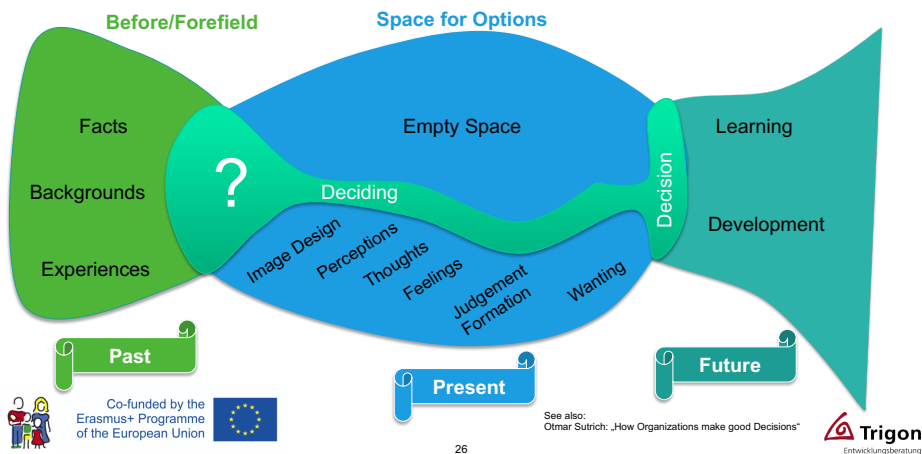 Before/Forefield
Space for Options
Facts
Backgrounds
Experiences
?
Deciding
Empty Space
Image Design
Perceptions
Thoughts
Feelings
Judgement
Formation
Wanting
Decision
Learning
Development
Past
Present
Future
Co-funded by the
Erasmus+ Programme
of the European Union
See also:
Otmar Sutrich: „How Organizations make good Decisions“
26
Trigon
Entwicklungsberatung